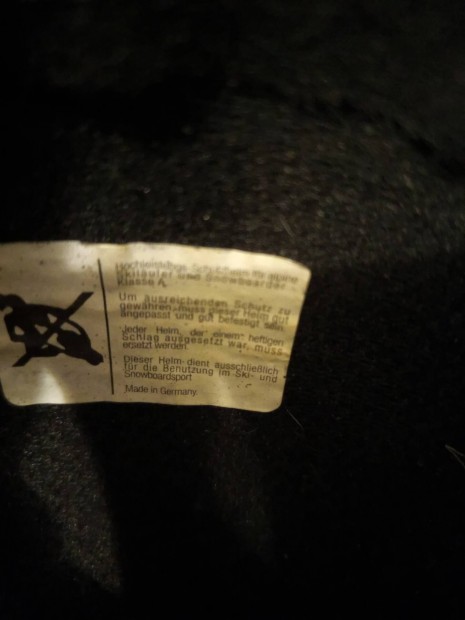 Hochleistungs Schutzhelm für alpine
Skiläufer und Snowboarder -
Klasse A.
Um ausreichenden Schutz zu
gewähren, muss dieser Helm gut
angepasst und gut befestigt sein.
Jeder Helm, der einem heftigen
Schlag ausgesetzt war, muss
ersetzt werden
Dieser Helm dient ausschließlich
für die Benutzung im Ski- und
Snowboardsport
Made in Germany